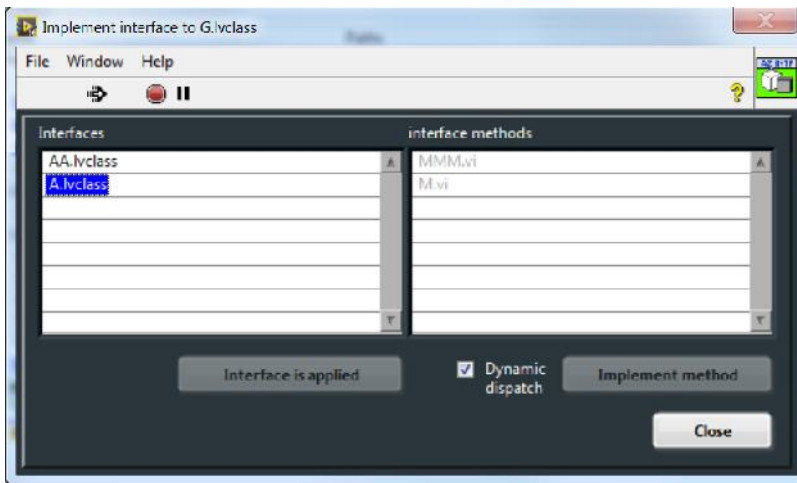 Implement interface to G.lvclass
File Window Help
Interfaces
interface methods
AA.lvclass
MMM.vi
A.lvclass
M.vi
Interface is applied
Dynamic
dispatch
Implement method
Close